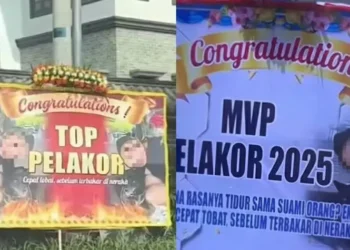 Congratulations !
TOP
PELAKOR
Cepat tobat, sebelum terbakar di neraka
Congratulation
MVP
ELAKOR 2025
A RASANYA TIDUR SAMA SUAMI ORANG? E
CEPAT TOBAT, SEBELUM TERBAKAR DI NERAK